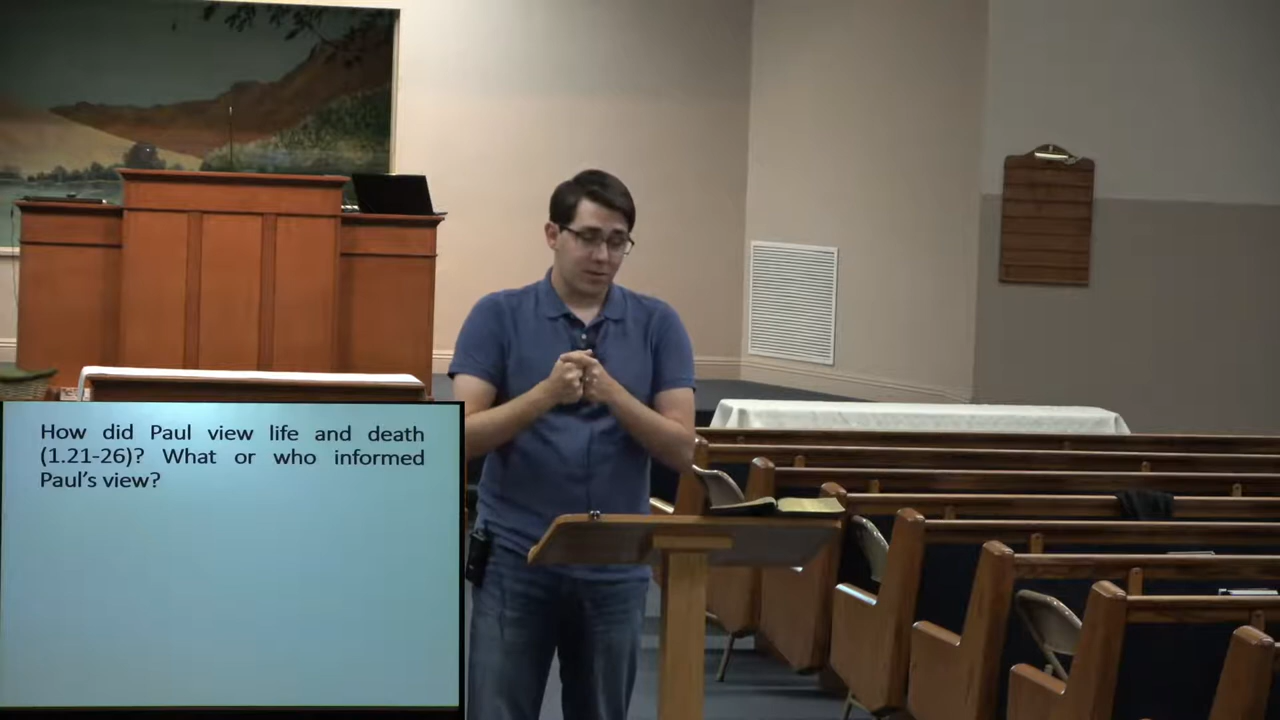 How did Paul view life and death
(1.21-26)? What or who informed
Paul's view?